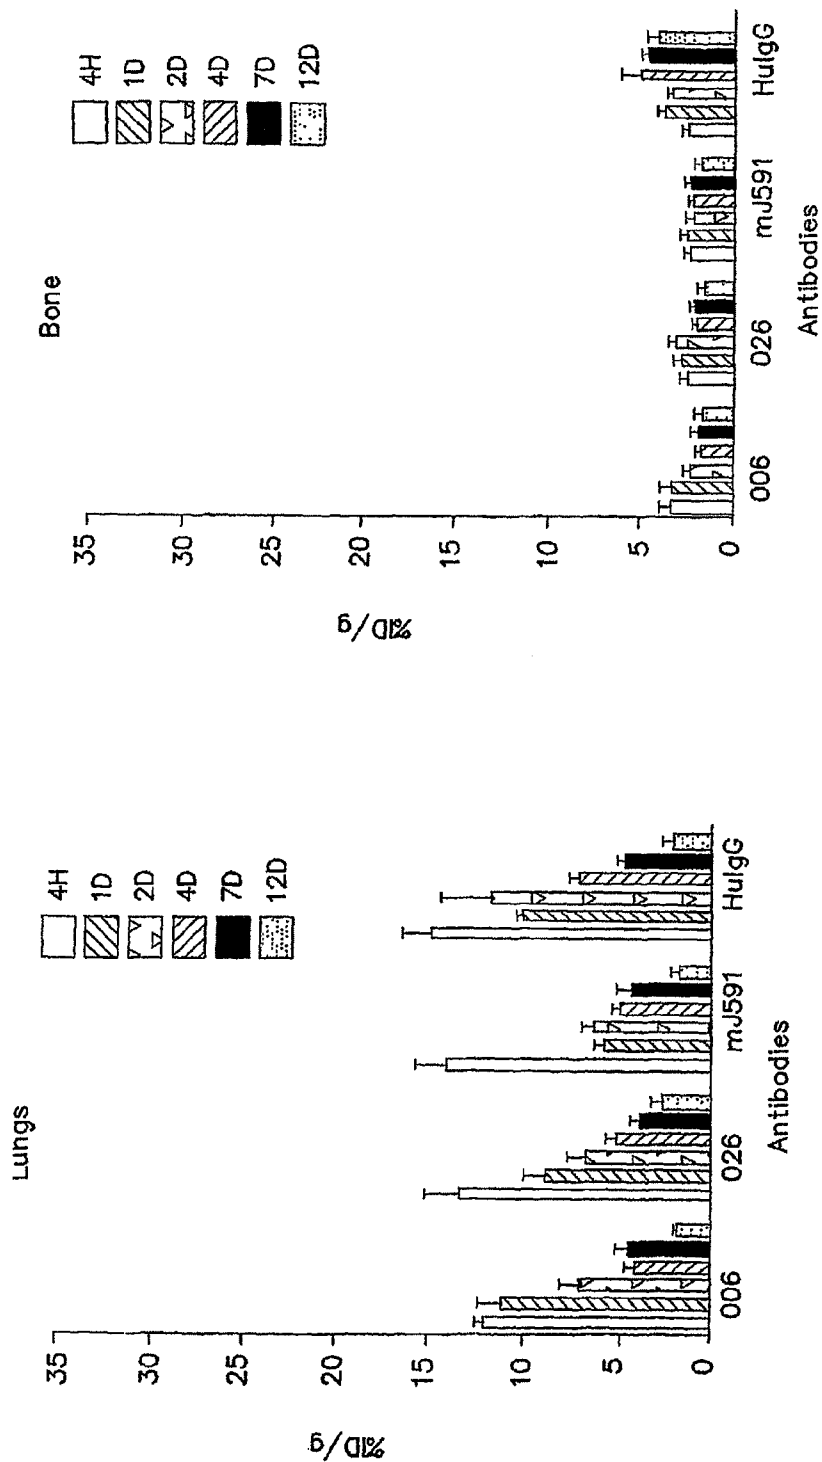 Lungs
%ID/g
35
30
25
20
15
10
5
0
4H
1D
2D
4D
7D
12D
006
026
mJ591
HuIgG
Antibodies
Bone
%ID/g
35
30
25
20
15
10
5
0
4H
1D
2D
4D
7D
12D
006
026
mJ591
HuIgG
Antibodies